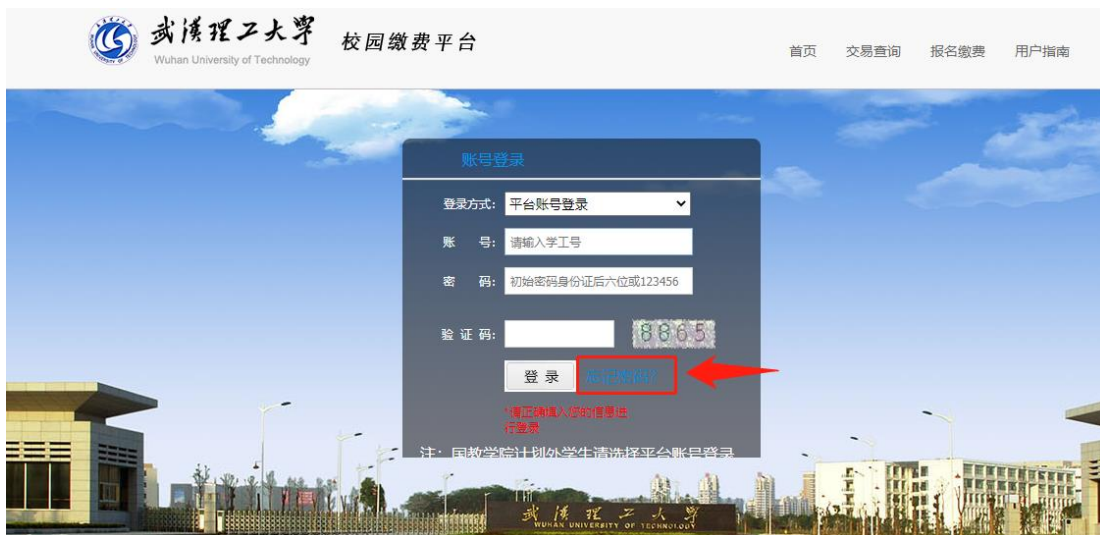 武漢理工大學
Wuhan University of Technology
校园缴费平台
首页 交易查询 报名缴费 用户指南
账号登录
登录方式: 平台账号登录
账 号: 请输入学工号
密 码: 初始密码身份证后六位或123456
验 证 码: 8865
登 录 忘记密码?
*请正确填入您的信息进
行登录
注：国教学院计划外学生请选择平台账号登录
武漢理工大學
WUHAN UNIVERSITY OF TECHNOLOGY